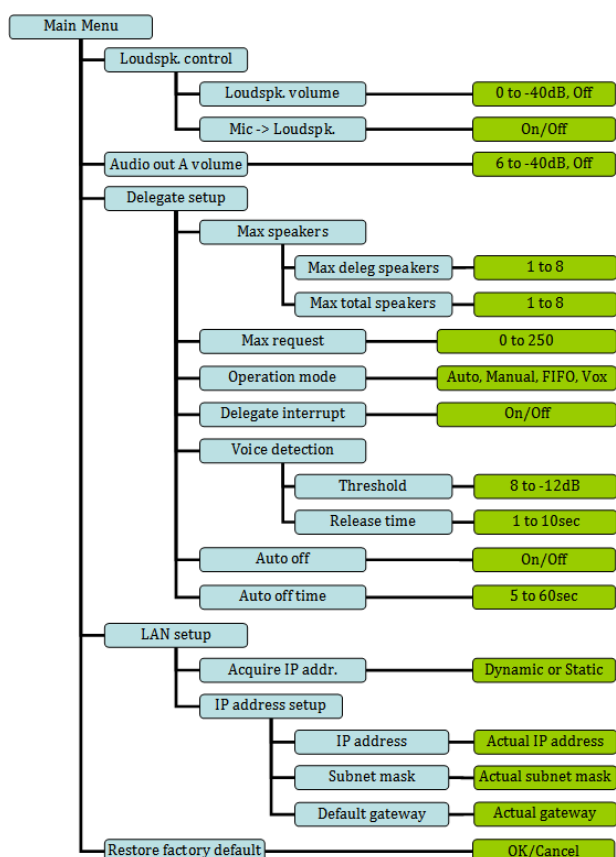 Main Menu
Loudspk. control
Loudspk. volume 0 to -40dB, Off
Mic -> Loudspk. On/Off
Audio out A volume 6 to -40dB, Off
Delegate setup
Max speakers
Max deleg speakers 1 to 8
Max total speakers 1 to 8
Max request 0 to 250
Operation mode Auto, Manual, FIFO, Vox
Delegate interrupt On/Off
Voice detection
Threshold 8 to -12dB
Release time 1 to 10sec
Auto off On/Off
Auto off time 5 to 60sec
LAN setup
Acquire IP addr. Dynamic or Static
IP address setup
IP address Actual IP address
Subnet mask Actual subnet mask
Default gateway Actual gateway
Restore factory default OK/Cancel